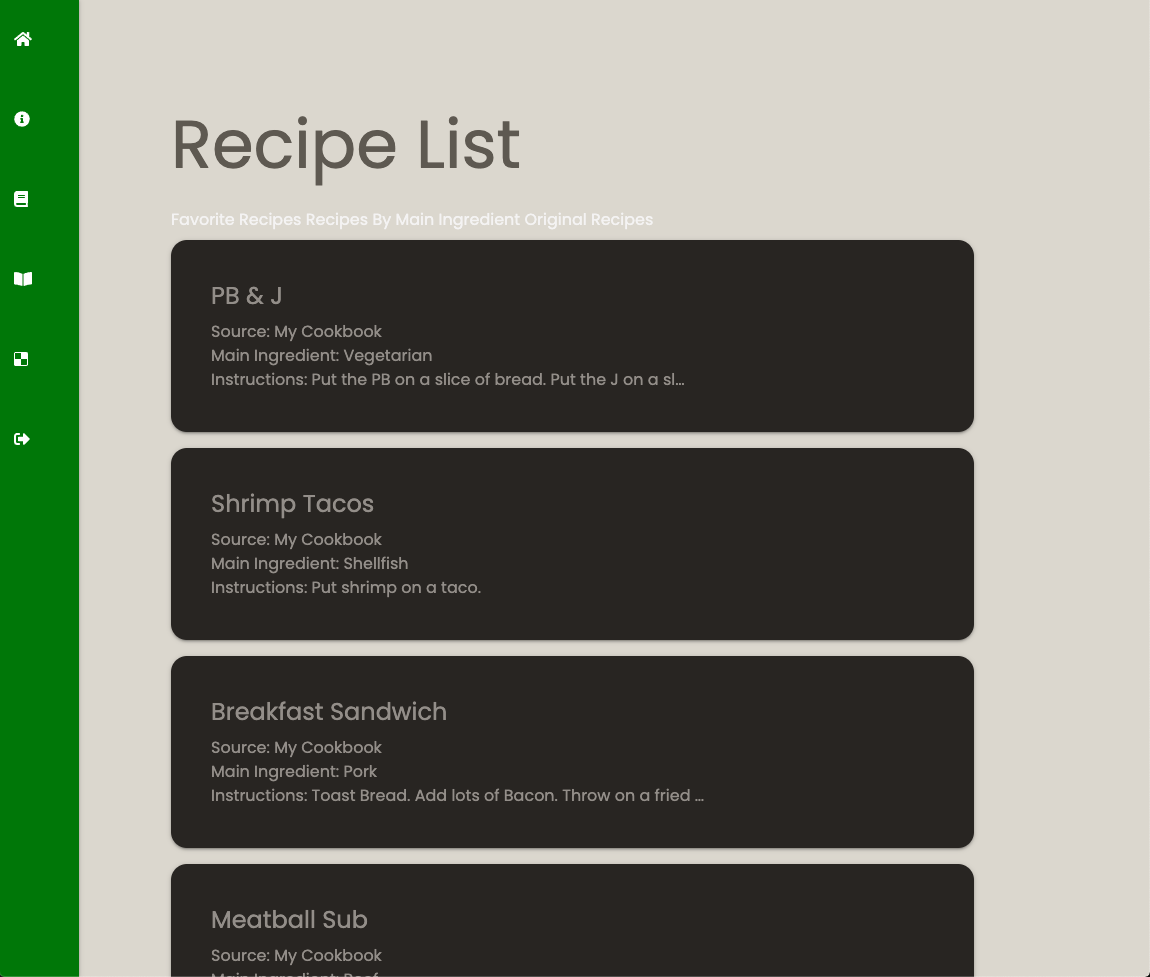 Recipe List
Favorite Recipes Recipes By Main Ingredient Original Recipes
PB & J
Source: My Cookbook
Main Ingredient: Vegetarian
Instructions: Put the PB on a slice of bread. Put the J on a sl...
Shrimp Tacos
Source: My Cookbook
Main Ingredient: Shellfish
Instructions: Put shrimp on a taco.
Breakfast Sandwich
Source: My Cookbook
Main Ingredient: Pork
Instructions: Toast Bread. Add lots of Bacon. Throw on a fried ...
Meatball Sub
Source: My Cookbook
Main Ingredient: Beef